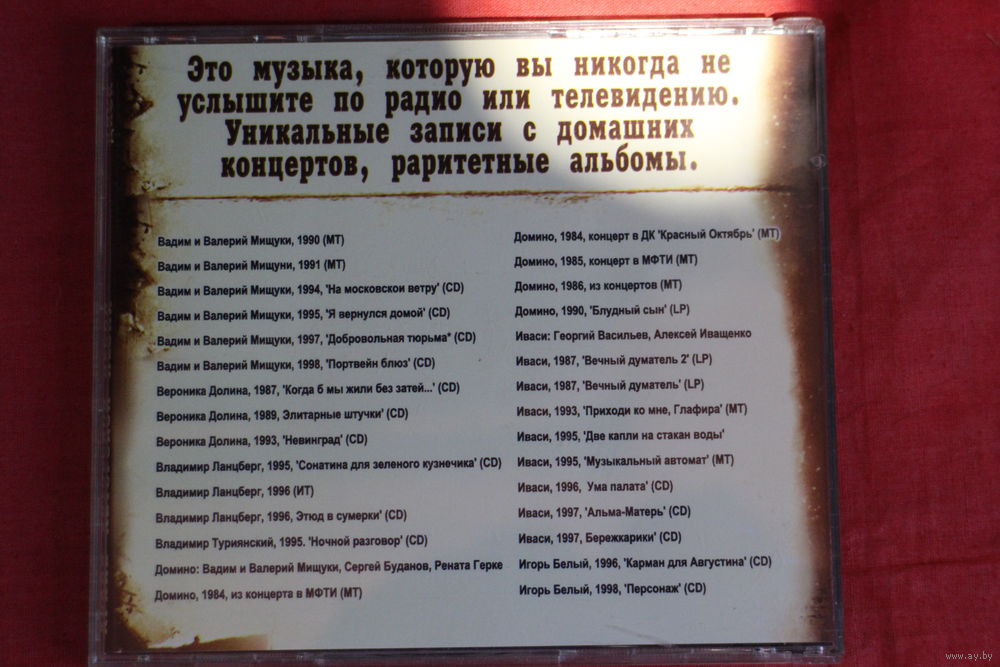 Это музыка, которую вы никогда не
услышите по радио или телевидению.
Уникальные записи с домашних
концертов, раритетные альбомы.
Вадим и Валерий Мищуки, 1990 (МТ)
Вадим и Валерий Мищуни, 1991 (МТ)
Вадим и Валерий Мищуки, 1994, 'На московскои ветру' (CD)
Вадим и Валерий Мищуки, 1995, 'Я вернулся домой' (CD)
Вадим и Валерий Мищуки, 1997, 'Добровольная тюрьма* (CD)
Вадим и Валерий Мищуки, 1998, 'Портвейн блюз' (CD)
Вероника Долина, 1987, 'Когда б мы жили без затей...' (CD)
Вероника Долина, 1989, Элитарные штучки' (CD)
Вероника Долина, 1993, 'Невинград' (CD)
Владимир Ланцберг, 1995, 'Сонатина для зеленого кузнечика' (CD)
Владимир Ланцберг, 1996 (ИТ)
Владимир Ланцберг, 1996, Этюд в сумерки' (CD)
Владимир Туриянский, 1995. 'Ночной разговор' (CD)
Домино: Вадим и Валерий Мищуки, Сергей Буданов, Рената Герке
Домино, 1984, из концерта в МФТИ (МТ)
Домино, 1984, концерт в ДК 'Красный Октябрь' (МТ)
Домино, 1985, концерт в МФТИ (МТ)
Домино, 1986, из концертов (МТ)
Домино, 1990, 'Блудный сын' (LP)
Иваси: Георгий Васильев, Алексей Иващенко
Иваси, 1987, 'Вечный думатель 2' (LP)
Иваси, 1987, 'Вечный думатель' (LP)
Иваси, 1993, 'Приходи ко мне, Глафира' (МТ)
Иваси, 1995, 'Две капли на стакан воды'
Иваси, 1995, 'Музыкальный автомат' (МТ)
Иваси, 1996, Ума палата' (CD)
Иваси, 1997, 'Альма-Матерь' (CD)
Иваси, 1997, Бережкарики' (CD)
Игорь Белый, 1996, 'Карман для Августина' (CD)
Игорь Белый, 1998, 'Персонаж' (CD)
www.ay.by